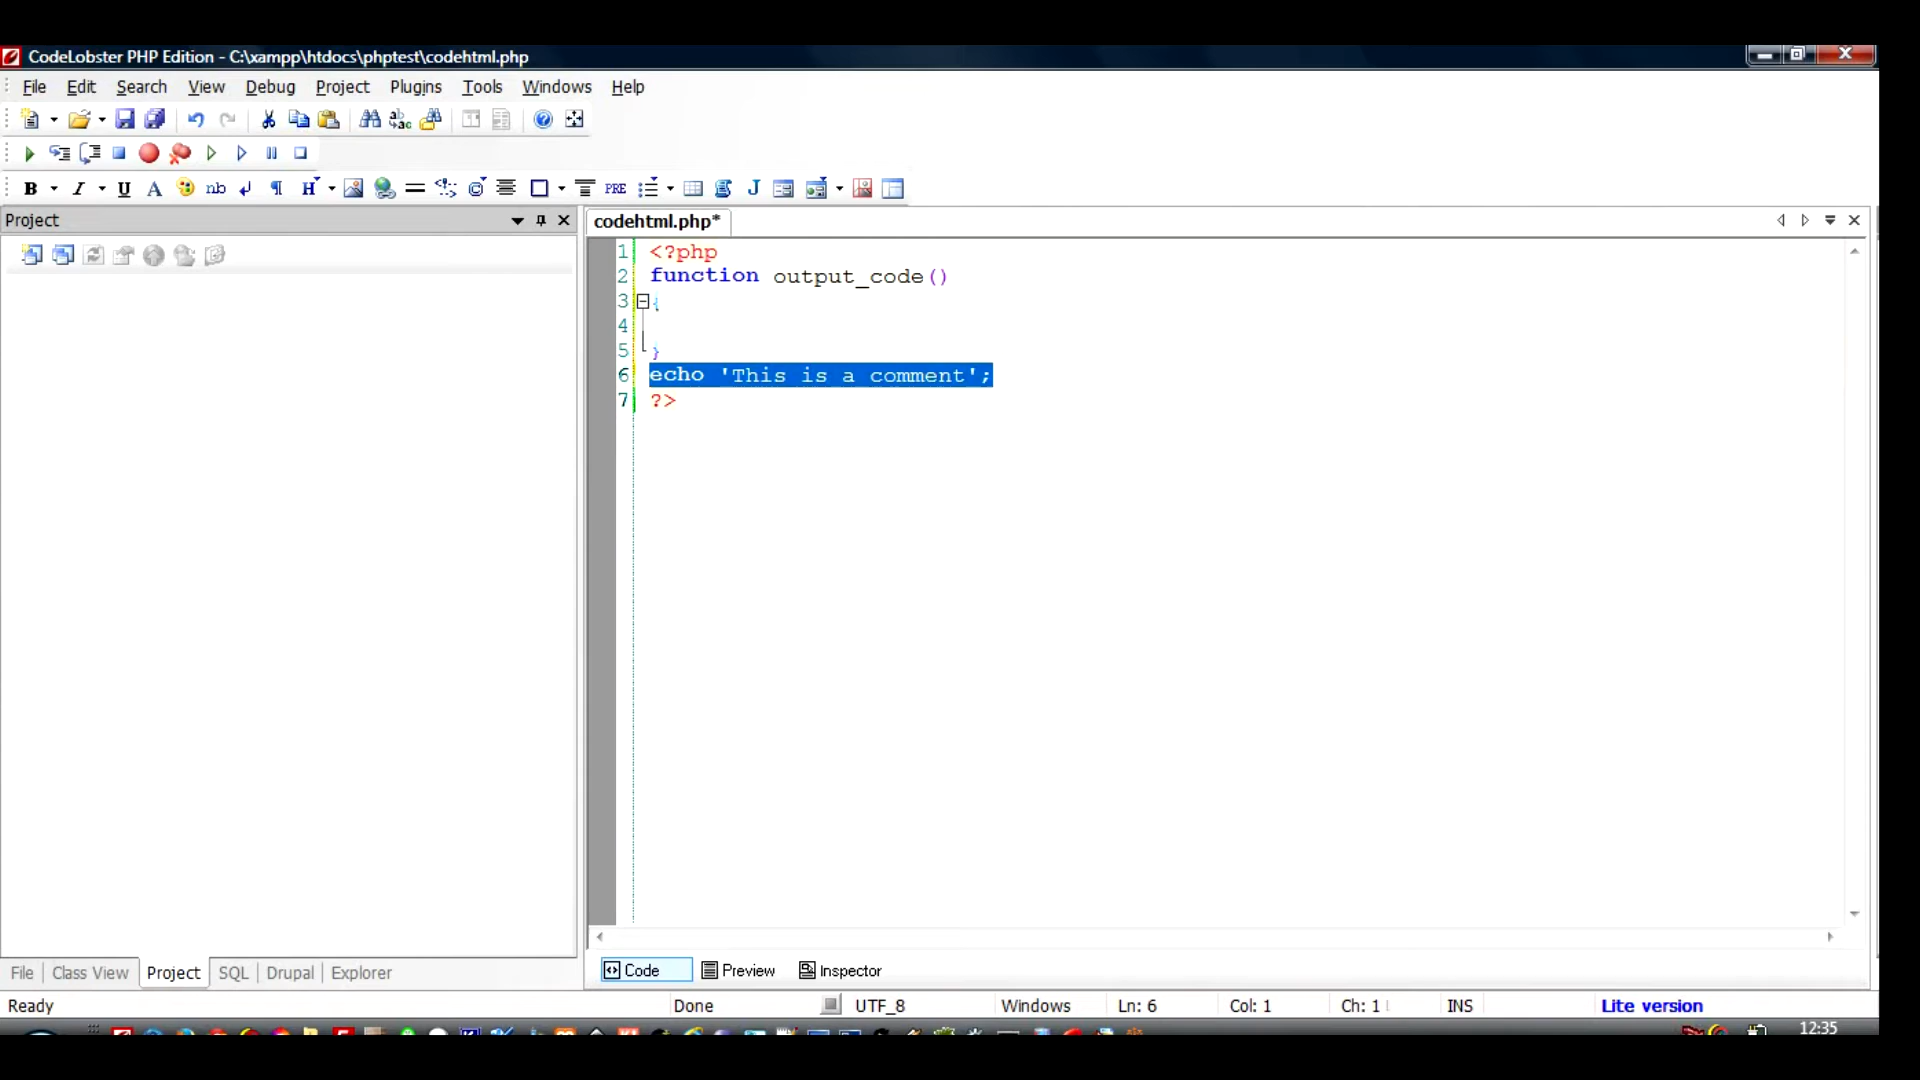 CodeLobster PHP Edition - C:\xampp\htdocs\phptest\codehtml.php
File Edit Search View Debug Project Plugins Tools Windows Help
B I U A nb H PRE J
Project
codehtml.php*
1 <?php
2 function output_code()
3 {
4
5 }
6 echo 'This is a comment';
7 ?>
File Class View Project SQL Drupal Explorer
Code Preview Inspector
Ready Done UTF_8 Windows Ln: 6 Col: 1 Ch: 1 INS Lite version
12:35